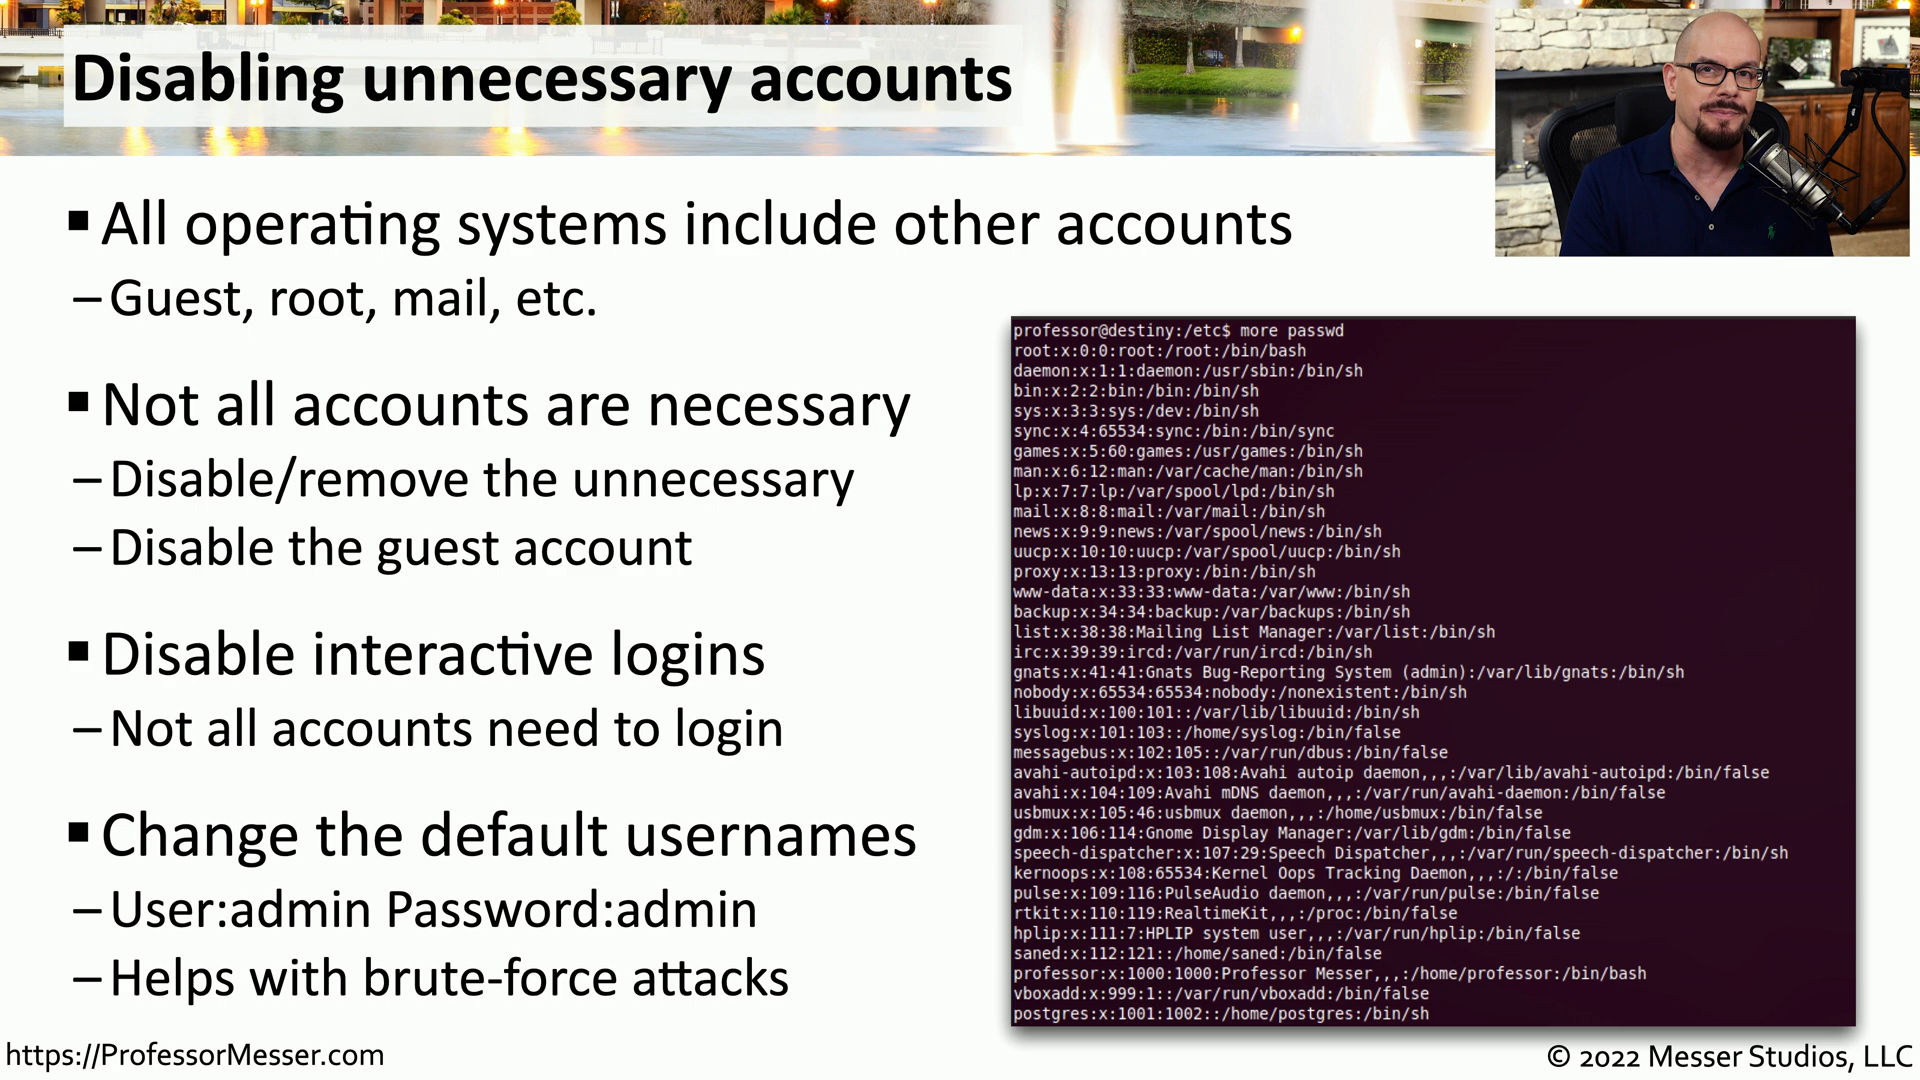 Disabling unnecessary accounts
▪ All operating systems include other accounts
– Guest, root, mail, etc.
▪ Not all accounts are necessary
– Disable/remove the unnecessary
– Disable the guest account
▪ Disable interactive logins
– Not all accounts need to login
▪ Change the default usernames
– User:admin Password:admin
– Helps with brute-force attacks
professor@destiny:/etc$ more passwd
root:x:0:0:root:/root:/bin/bash
daemon:x:1:1:daemon:/usr/sbin:/bin/sh
bin:x:2:2:bin:/bin:/bin/sh
sys:x:3:3:sys:/dev:/bin/sh
sync:x:4:65534:sync:/bin:/bin/sync
games:x:5:60:games:/usr/games:/bin/sh
man:x:6:12:man:/var/cache/man:/bin/sh
lp:x:7:7:lp:/var/spool/lpd:/bin/sh
mail:x:8:8:mail:/var/mail:/bin/sh
news:x:9:9:news:/var/spool/news:/bin/sh
uucp:x:10:10:uucp:/var/spool/uucp:/bin/sh
proxy:x:13:13:proxy:/bin:/bin/sh
www-data:x:33:33:www-data:/var/www:/bin/sh
backup:x:34:34:backup:/var/backups:/bin/sh
list:x:38:38:Mailing List Manager:/var/list:/bin/sh
irc:x:39:39:ircd:/var/run/ircd:/bin/sh
gnats:x:41:41:Gnats Bug-Reporting System (admin):/var/lib/gnats:/bin/sh
nobody:x:65534:65534:nobody:/nonexistent:/bin/sh
libuuid:x:100:101::/var/lib/libuuid:/bin/sh
syslog:x:101:103::/home/syslog:/bin/false
messagebus:x:102:105::/var/run/dbus:/bin/false
avahi-autoipd:x:103:108:Avahi autoip daemon,,,:/var/lib/avahi-autoipd:/bin/false
avahi:x:104:109:Avahi mDNS daemon,,,:/var/run/avahi-daemon:/bin/false
usbmux:x:105:46:usbmux daemon,,,:/home/usbmux:/bin/false
gdm:x:106:114:Gnome Display Manager:/var/lib/gdm:/bin/false
speech-dispatcher:x:107:29:Speech Dispatcher,,,:/var/run/speech-dispatcher:/bin/sh
kernoops:x:108:65534:Kernel Oops Tracking Daemon,,,:/:/bin/false
pulse:x:109:116:PulseAudio daemon,,,:/var/run/pulse:/bin/false
rtkit:x:110:119:RealtimeKit,,,:/proc:/bin/false
hplip:x:111:7:HPLIP system user,,,:/var/run/hplip:/bin/false
saned:x:112:121::/home/saned:/bin/false
professor:x:1000:1000:Professor Messer,,,:/home/professor:/bin/bash
vboxadd:x:999:1::/var/run/vboxadd:/bin/false
postgres:x:1001:1002::/home/postgres:/bin/sh
https://ProfessorMesser.com
© 2022 Messer Studios, LLC